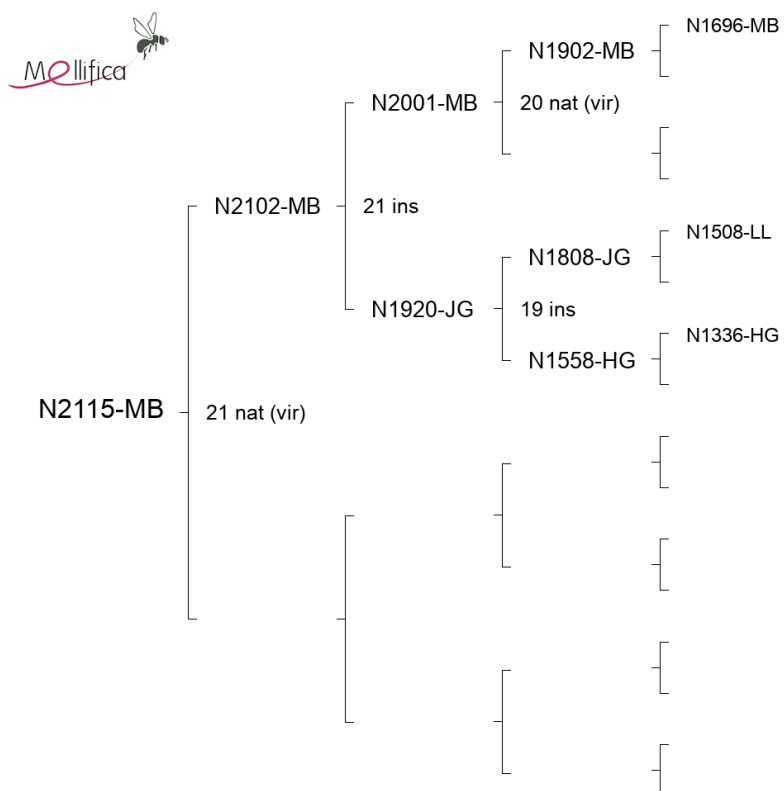 Mellifica
N1696-MB
N1902-MB
N2001-MB
20 nat (vir)
N2102-MB
21 ins
N1508-LL
N1808-JG
N1920-JG
19 ins
N1336-HG
N1558-HG
N2115-MB
21 nat (vir)